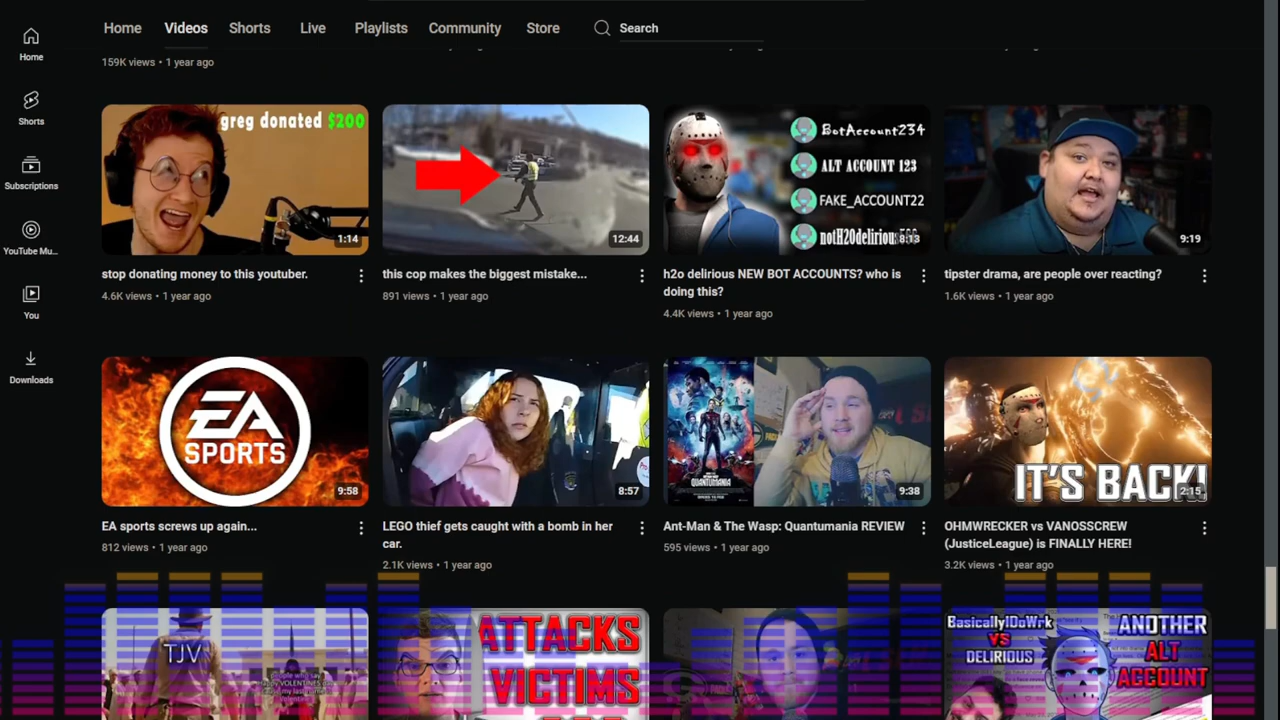 Home
Videos
Shorts
Live
Playlists
Community
Store
Search
Home
Shorts
Subscriptions
YouTube Mu...
You
Downloads
159K views • 1 year ago
greg donated $200
1:14
12:44
BotAccount234
ALT ACCOUNT 123
FAKE_ACCOUNT22
notH20delirious
8:13
9:19
stop donating money to this youtuber.
4.6K views • 1 year ago
this cop makes the biggest mistake...
891 views • 1 year ago
h2o delirious NEW BOT ACCOUNTS? who is
doing this?
4.4K views • 1 year ago
tipster drama, are people over reacting?
1.6K views • 1 year ago
EA
SPORTS
9:58
8:57
QUANTUMANIA
9:38
IT'S BACK!
2:15
EA sports screws up again...
812 views • 1 year ago
LEGO thief gets caught with a bomb in her
car.
2.1K views • 1 year ago
Ant-Man & The Wasp: Quantumania REVIEW
595 views • 1 year ago
OHMWRECKER vs VANOSSCREW
(JusticeLeague) is FINALLY HERE!
3.2K views • 1 year ago
TJV
ATTACKS
VICTIMS
BasicallyIDoWrk
VS
DELIRIOUS
ANOTHER
ALT
ACCOUNT